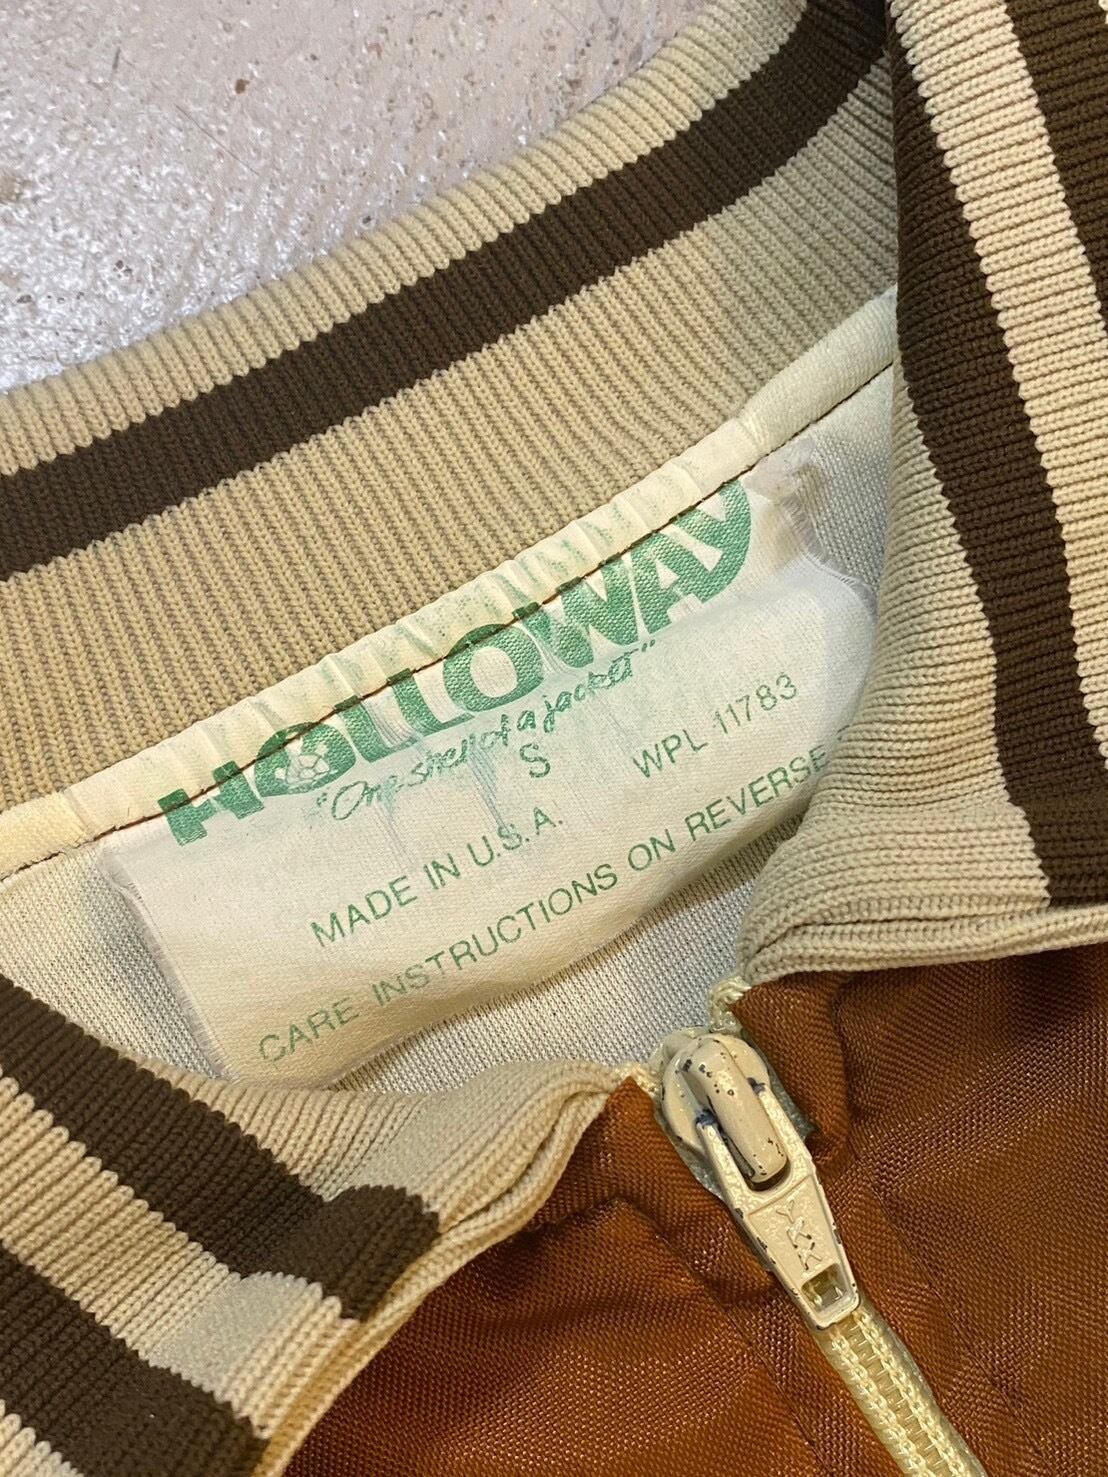 HOLLOWAY
"One shell of a jacket"
S
WPL 11783
MADE IN U.S.A.
CARE INSTRUCTIONS ON REVERSE
YKK